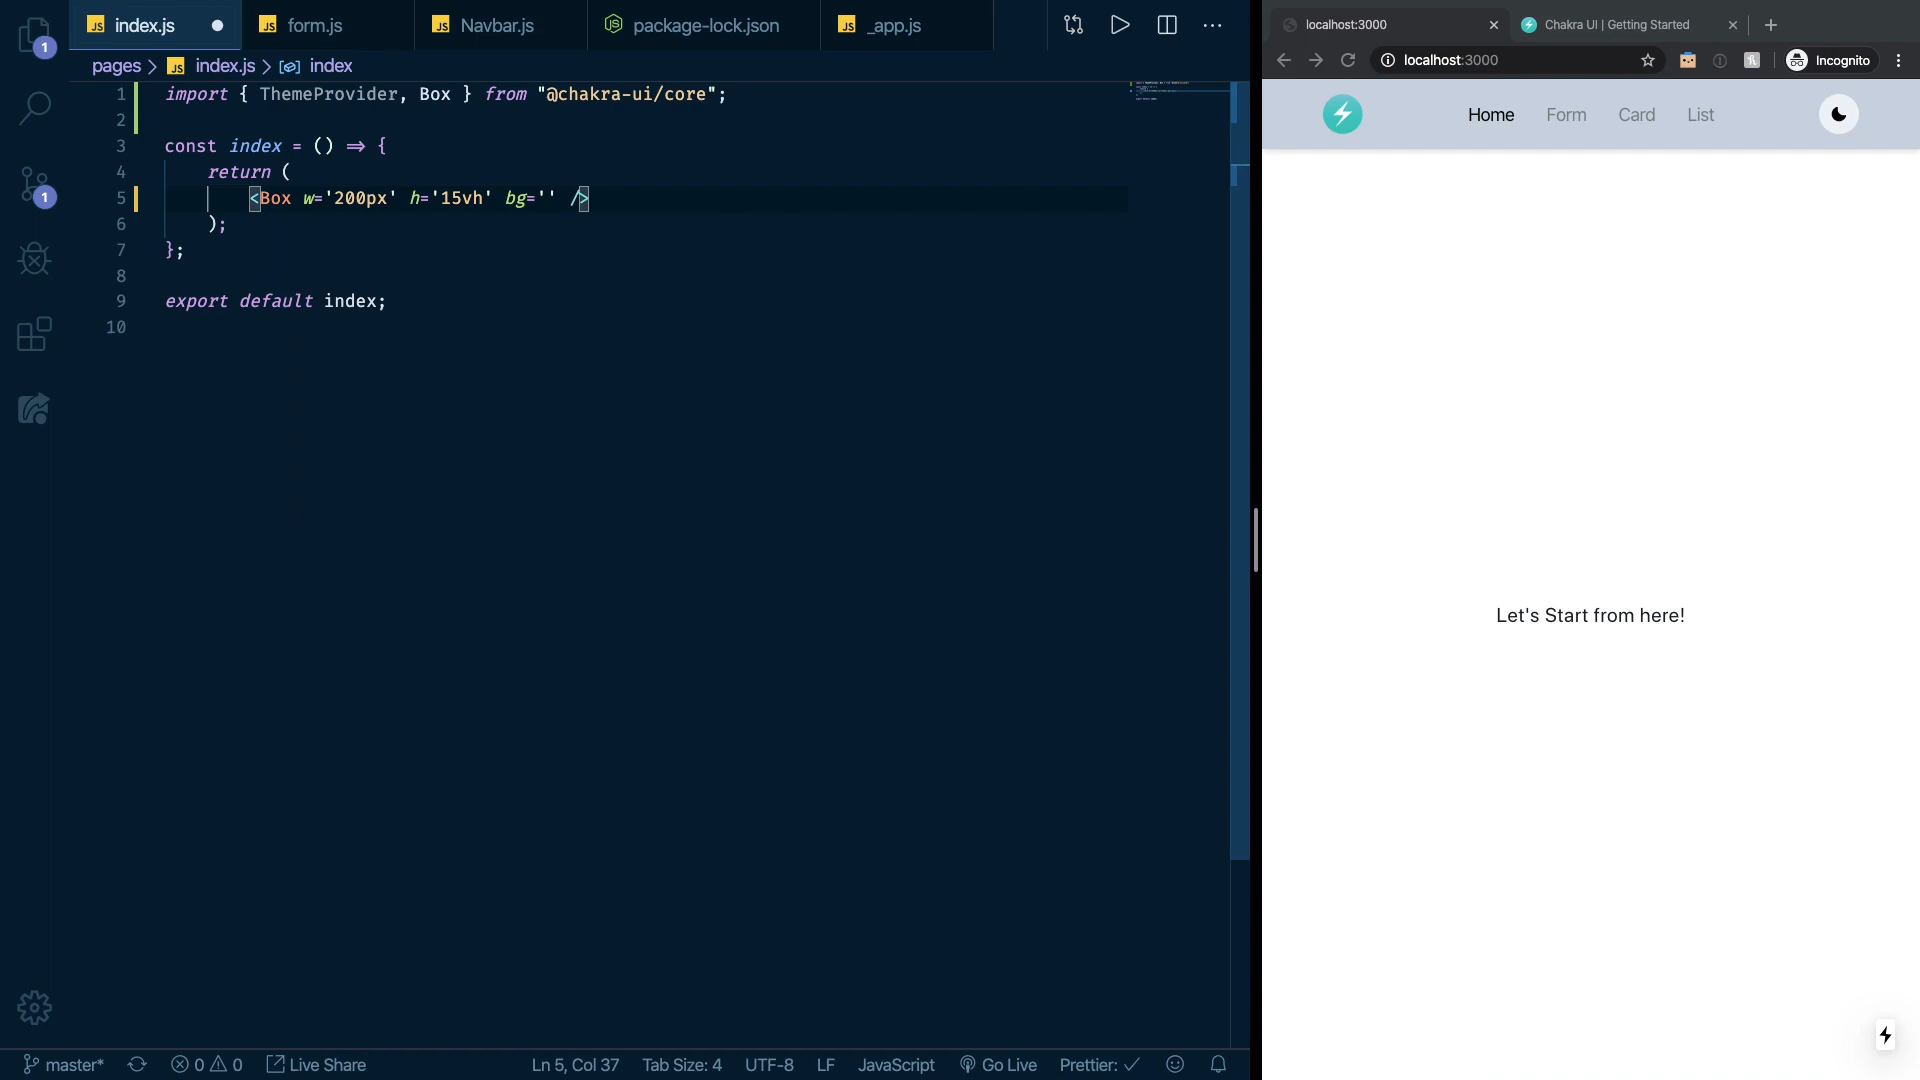 index.js
form.js
Navbar.js
package-lock.json
_app.js
pages > index.js > index
1 import { ThemeProvider, Box } from "@chakra-ui/core";
2
3 const index = () => {
4 return (
5 <Box w='200px' h='15vh' bg='' />
6 );
7 };
8
9 export default index;
10
1
1
master*
0 0
Live Share
Ln 5, Col 37
Tab Size: 4
UTF-8
LF
JavaScript
Go Live
Prettier:
localhost:3000
Chakra UI | Getting Started
localhost:3000
Incognito
Home
Form
Card
List
Let's Start from here!